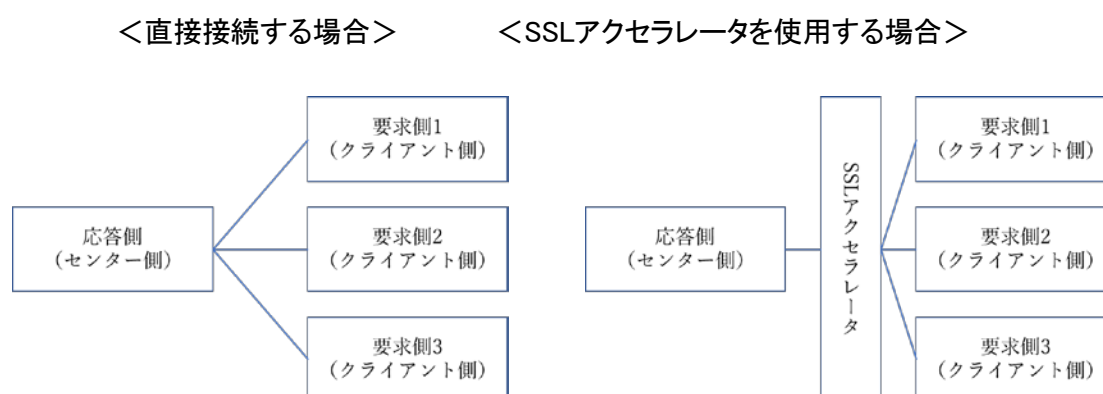 <直接接続する場合>
<SSLアクセラレータを使用する場合>
要求側1
(クライアント側)
応答側
(センター側)
要求側2
(クライアント側)
要求側3
(クライアント側)
応答側
(センター側)
SSLアクセラレータ
要求側1
(クライアント側)
要求側2
(クライアント側)
要求側3
(クライアント側)